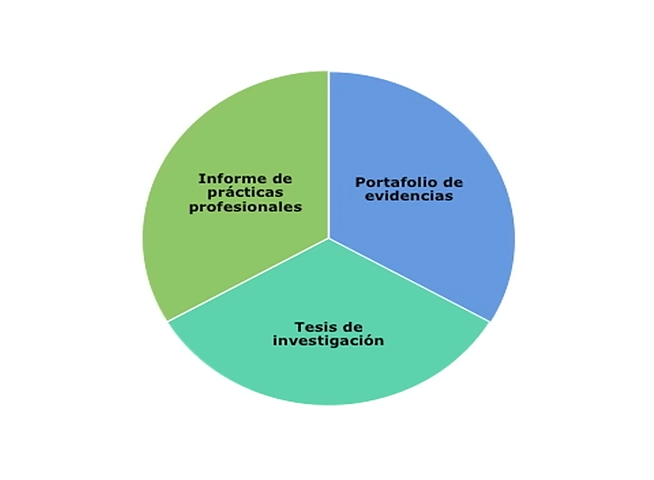 Informe de
prácticas
profesionales
Portafolio de
evidencias
Tesis de
investigación